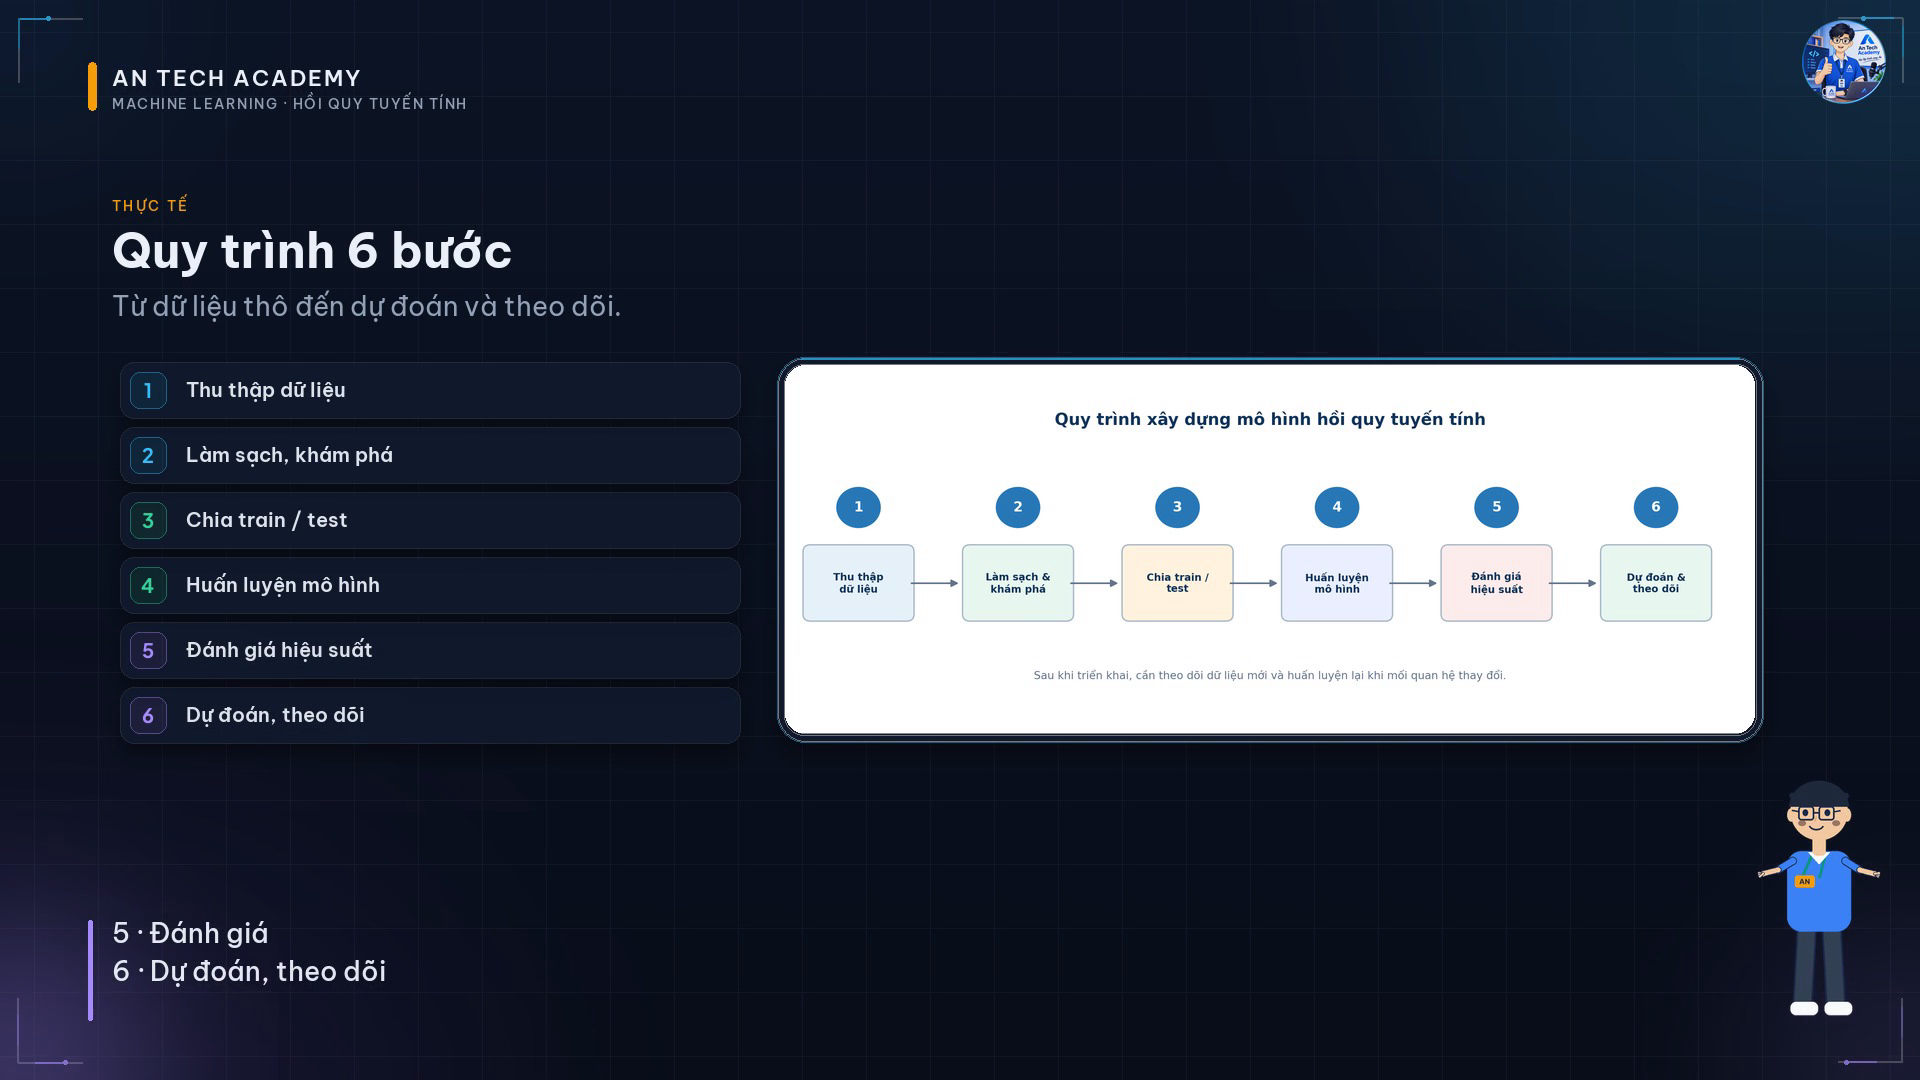 AN TECH ACADEMY
MACHINE LEARNING · HỒI QUY TUYẾN TÍNH
An Tech
Academy
THỰC TẾ
Quy trình 6 bước
Từ dữ liệu thô đến dự đoán và theo dõi.
1 Thu thập dữ liệu
2 Làm sạch, khám phá
3 Chia train / test
4 Huấn luyện mô hình
5 Đánh giá hiệu suất
6 Dự đoán, theo dõi
Quy trình xây dựng mô hình hồi quy tuyến tính
1 2 3 4 5 6
Thu thập
dữ liệu
Làm sạch &
khám phá
Chia train /
test
Huấn luyện
mô hình
Đánh giá
hiệu suất
Dự đoán &
theo dõi
Sau khi triển khai, cần theo dõi dữ liệu mới và huấn luyện lại khi mối quan hệ thay đổi.
AN
5 · Đánh giá
6 · Dự đoán, theo dõi